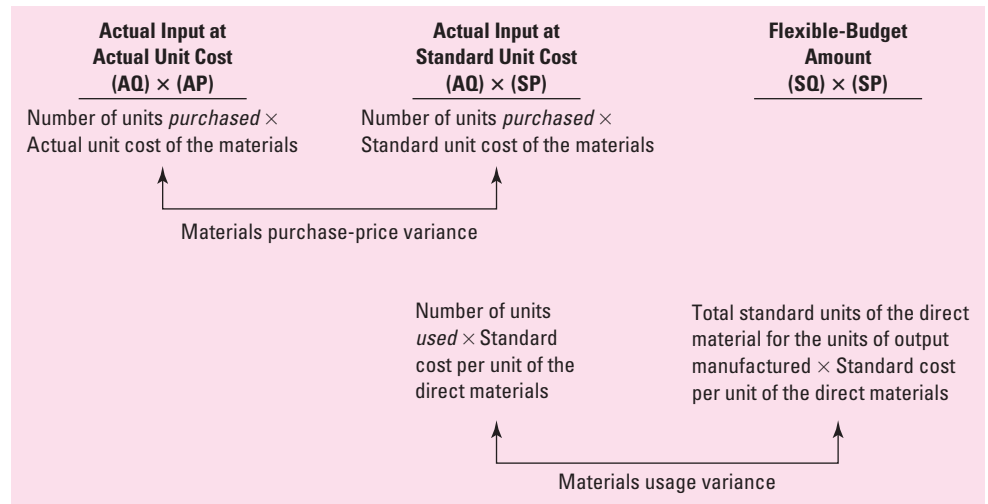 Actual Input at
Actual Unit Cost
(AQ) × (AP)
Number of units purchased ×
Actual unit cost of the materials
Actual Input at
Standard Unit Cost
(AQ) × (SP)
Number of units purchased ×
Standard unit cost of the materials
Flexible-Budget
Amount
(SQ) × (SP)
Materials purchase-price variance
Number of units
used × Standard
cost per unit of the
direct materials
Total standard units of the direct
material for the units of output
manufactured × Standard cost
per unit of the direct materials
Materials usage variance